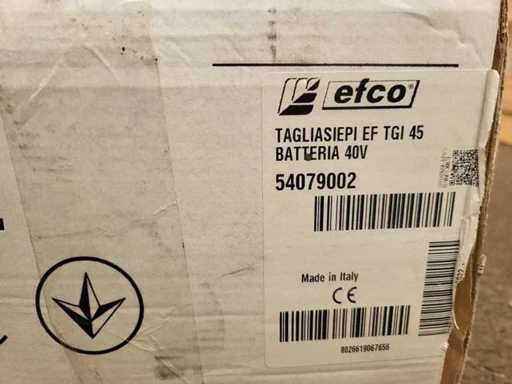 efco
TAGLIASIEPI EF TGI 45
BATTERIA 40V
54079002
Made in Italy
CE
8026619067656